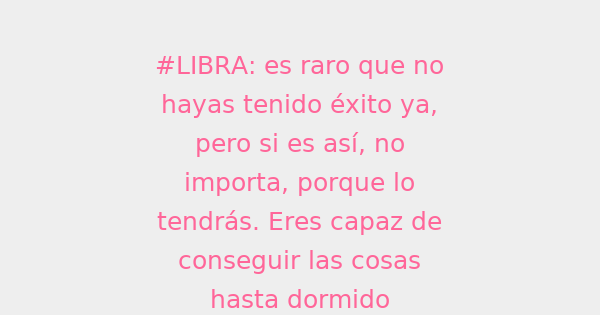 #LIBRA: es raro que no
hayas tenido éxito ya,
pero si es así, no
importa, porque lo
tendrás. Eres capaz de
conseguir las cosas
hasta dormido